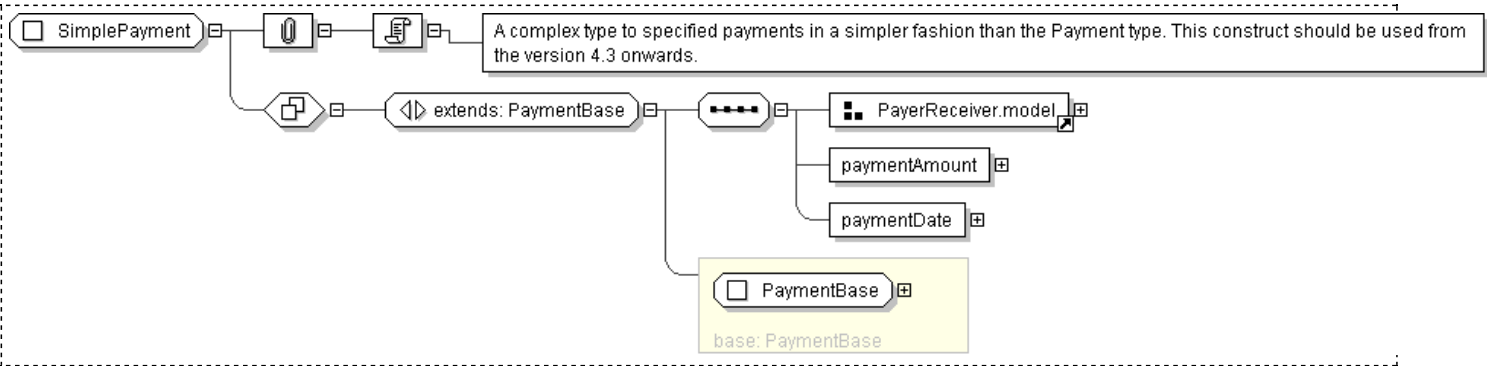 SimplePayment
A complex type to specified payments in a simpler fashion than the Payment type. This construct should be used from
the version 4.3 onwards.
extends: PaymentBase
PayerReceiver.model
paymentAmount
paymentDate
PaymentBase
base: PaymentBase